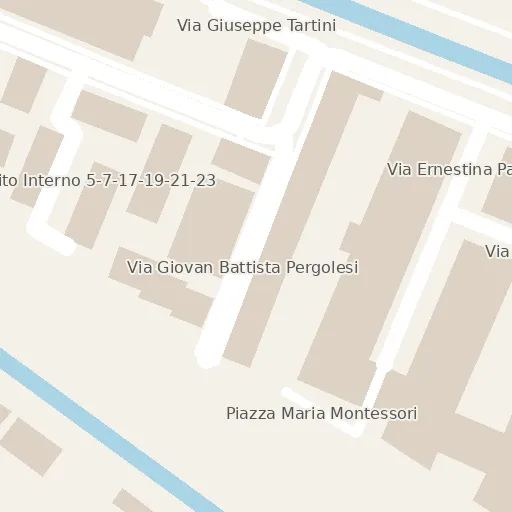 Via Giuseppe Tartini
Via Ernestina Pa
ito Interno 5-7-17-19-21-23
Via
Via Giovan Battista Pergolesi
Piazza Maria Montessori